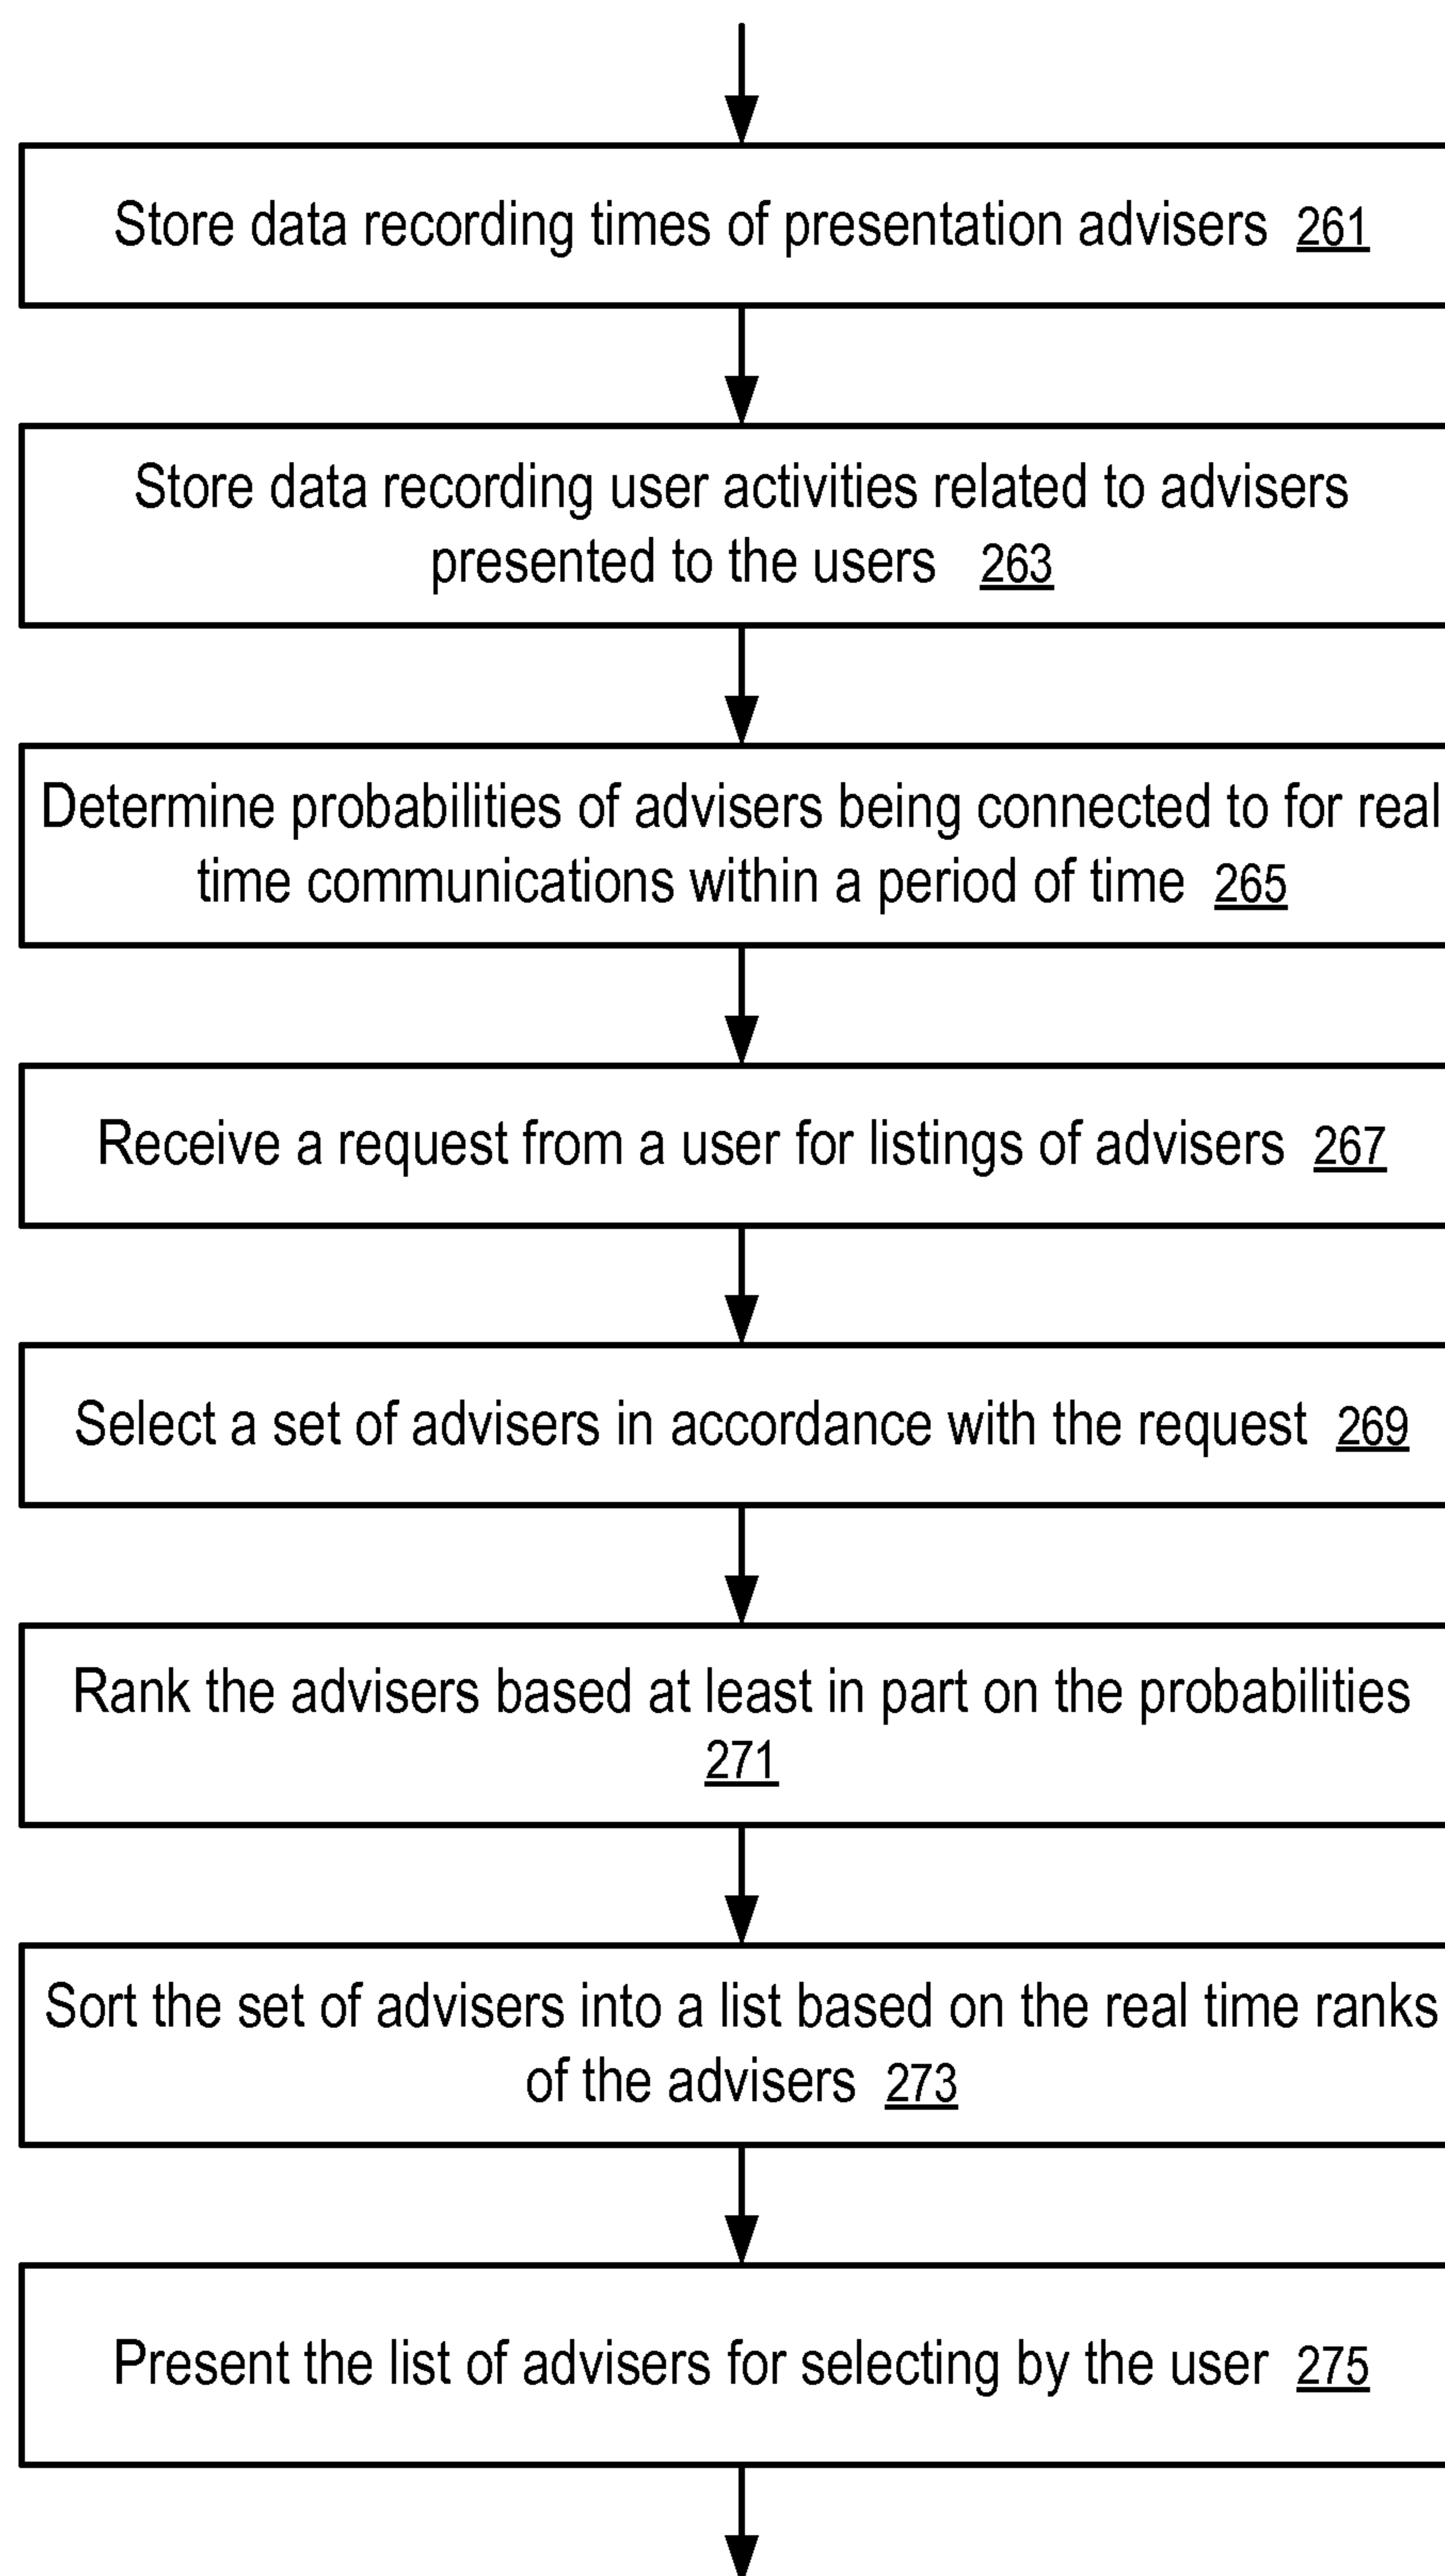 Store data recording times of presentation advisers 261
Store data recording user activities related to advisers
presented to the users 263
Determine probabilities of advisers being connected to for real
time communications within a period of time 265
Receive a request from a user for listings of advisers 267
Select a set of advisers in accordance with the request 269
Rank the advisers based at least in part on the probabilities
271
Sort the set of advisers into a list based on the real time ranks
of the advisers 273
Present the list of advisers for selecting by the user 275